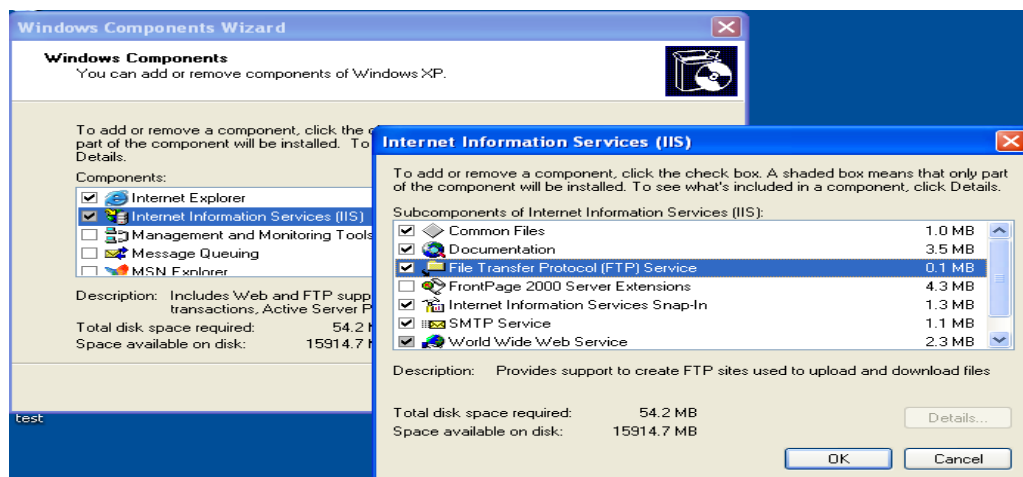 Windows Components Wizard
Windows Components
You can add or remove components of Windows XP.
To add or remove a component, click the
part of the component will be installed. To
Details.
Components:
Internet Explorer
Internet Information Services (IIS)
Management and Monitoring Tools
Message Queuing
MSN Explorer
Description: Includes Web and FTP supp
transactions, Active Server P
Total disk space required: 54.2
Space available on disk: 15914.7
test
Internet Information Services (IIS)
To add or remove a component, click the check box. A shaded box means that only part
of the component will be installed. To see what's included in a component, click Details.
Subcomponents of Internet Information Services (IIS):
Common Files 1.0 MB
Documentation 3.5 MB
File Transfer Protocol (FTP) Service 0.1 MB
FrontPage 2000 Server Extensions 4.3 MB
Internet Information Services Snap-In 1.3 MB
SMTP Service 1.1 MB
World Wide Web Service 2.3 MB
Description: Provides support to create FTP sites used to upload and download files
Total disk space required: 54.2 MB
Space available on disk: 15914.7 MB
Details...
OK
Cancel